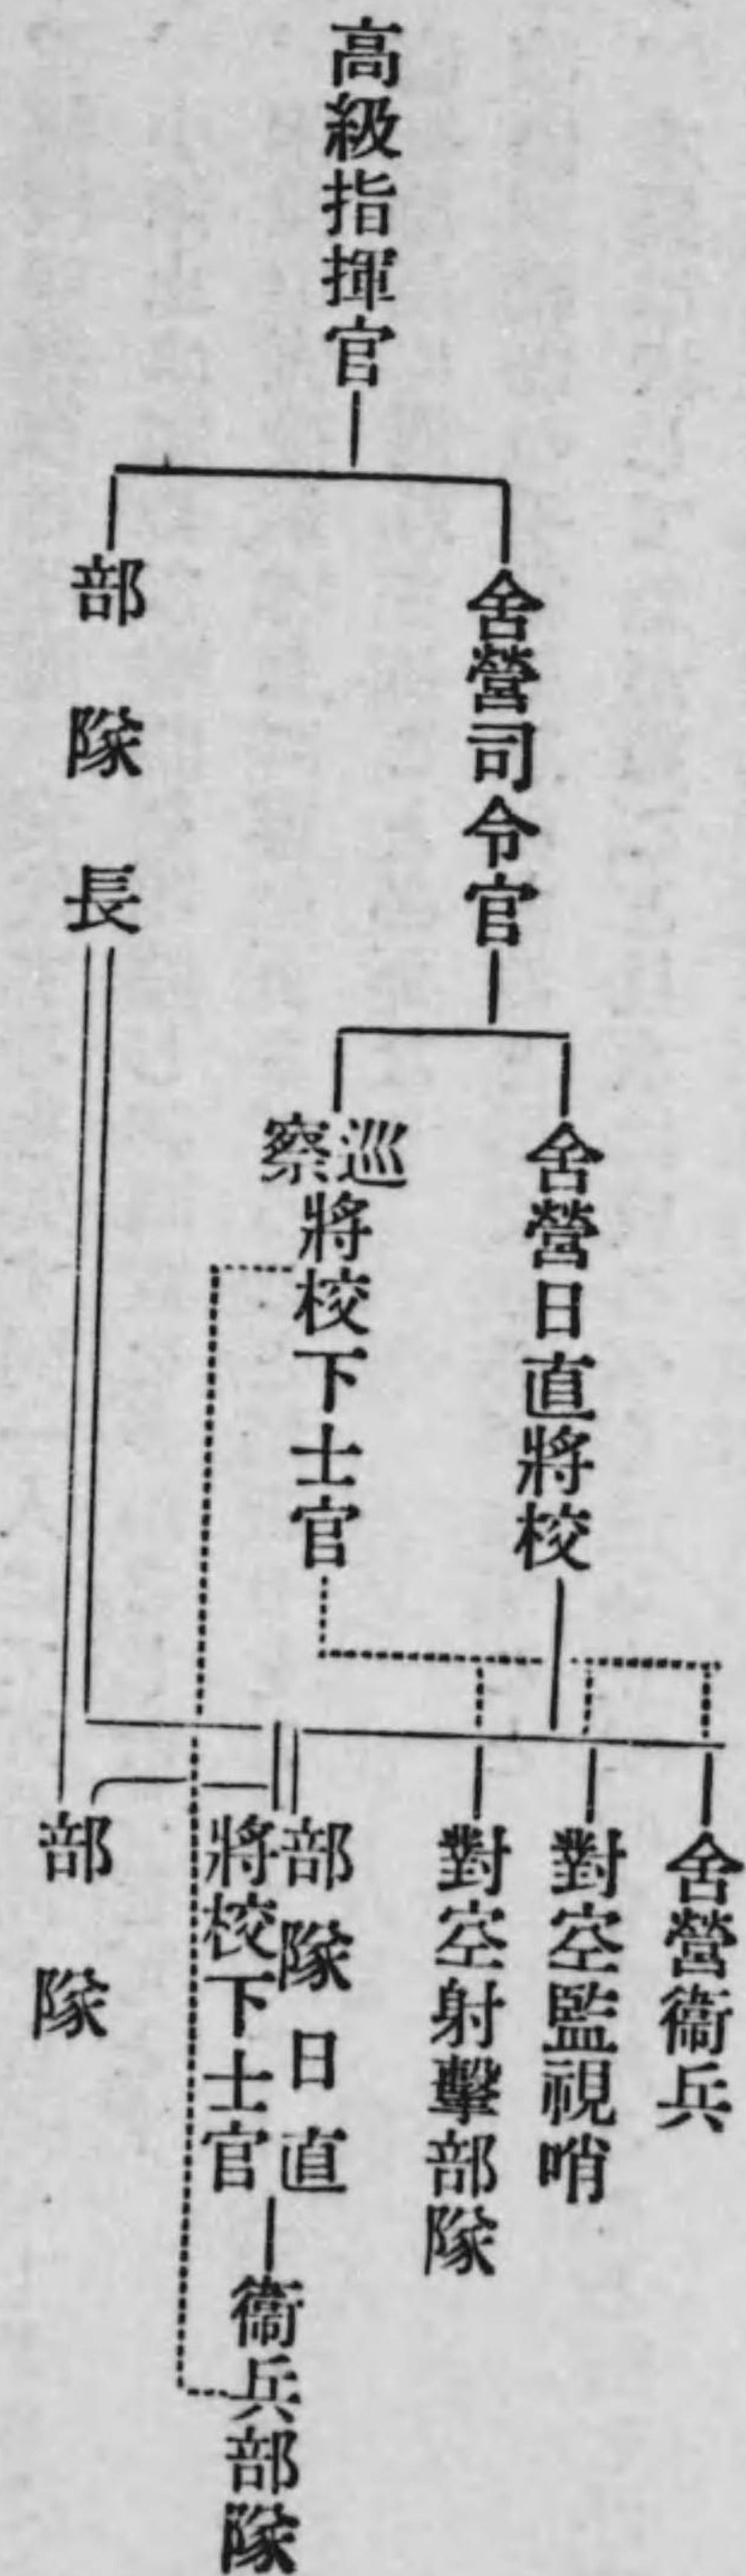 高級指揮官
舍營司令官
部隊長
舍營日直將校
巡察將校下士官
舍營衞兵
對空監視哨
對空射擊部隊
部隊日直
將校下士官
衞兵部隊
部隊